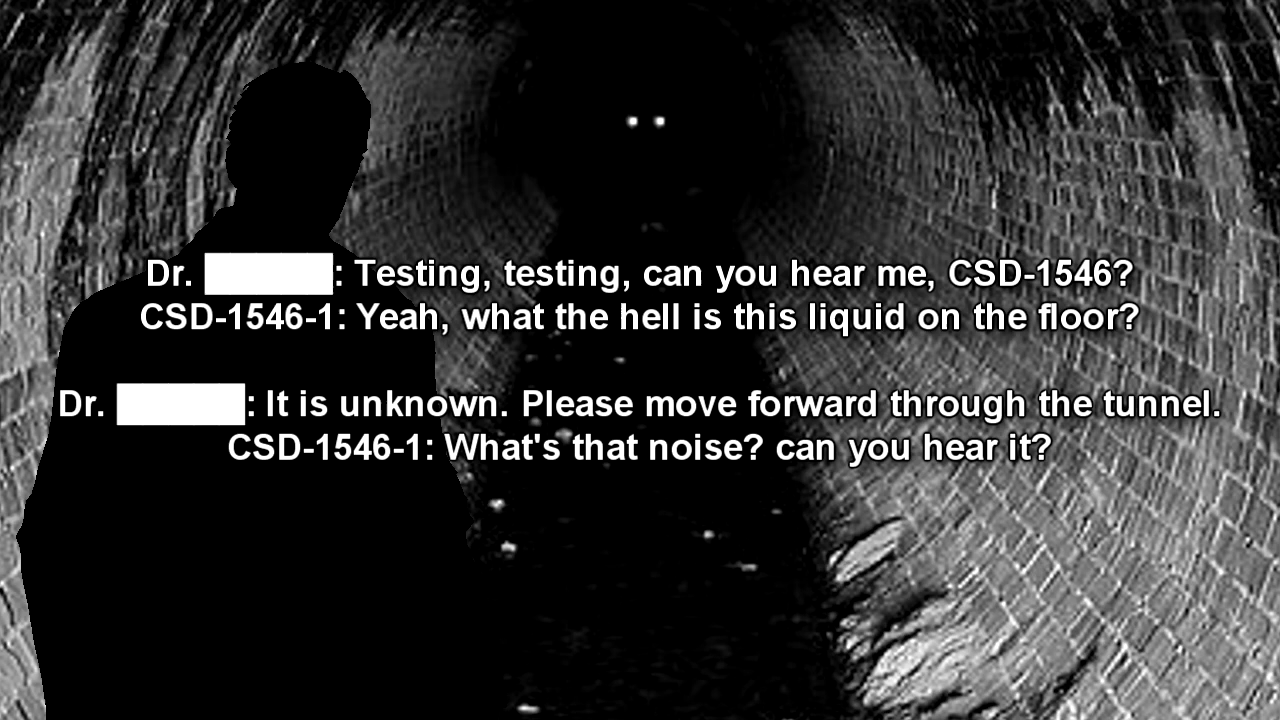 Dr. ██████: Testing, testing, can you hear me, CSD-1546?
CSD-1546-1: Yeah, what the hell is this liquid on the floor?
Dr. ██████: It is unknown. Please move forward through the tunnel.
CSD-1546-1: What's that noise? can you hear it?